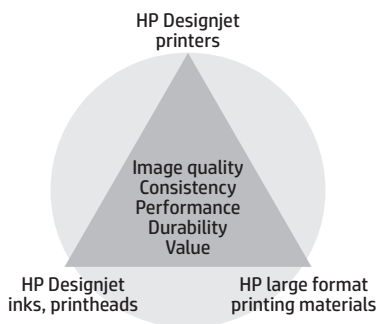 HP Designjet
printers
Image quality
Consistency
Performance
Durability
Value
HP Designjet
inks, printheads
HP large format
printing materials